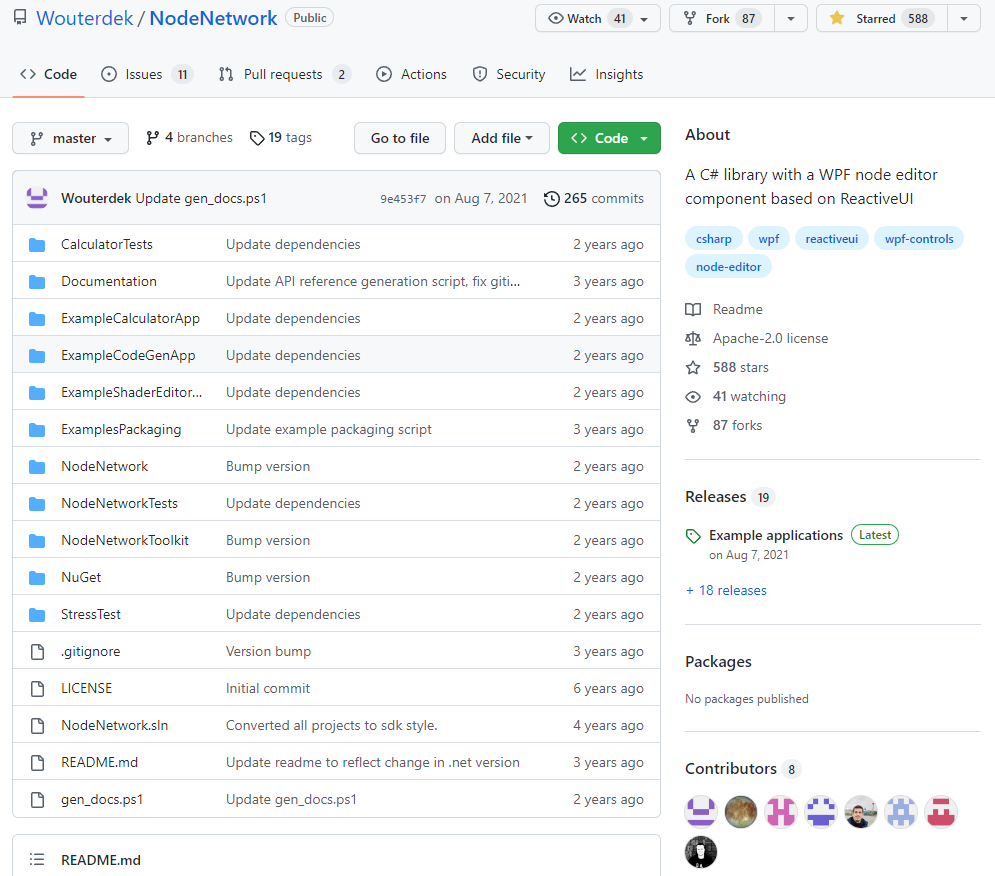 Wouterdek / NodeNetwork Public
Watch 41 Fork 87 Starred 588
Code Issues 11 Pull requests 2 Actions Security Insights
master 4 branches 19 tags Go to file Add file Code
Wouterdek Update gen_docs.ps1 9e453f7 on Aug 7, 2021 265 commits
CalculatorTests Update dependencies 2 years ago
Documentation Update API reference generation script, fix giti... 3 years ago
ExampleCalculatorApp Update dependencies 2 years ago
ExampleCodeGenApp Update dependencies 2 years ago
ExampleShaderEditor... Update dependencies 2 years ago
ExamplesPackaging Update example packaging script 3 years ago
NodeNetwork Bump version 2 years ago
NodeNetworkTests Update dependencies 2 years ago
NodeNetworkToolkit Bump version 2 years ago
NuGet Bump version 2 years ago
StressTest Update dependencies 2 years ago
.gitignore Version bump 3 years ago
LICENSE Initial commit 6 years ago
NodeNetwork.sln Converted all projects to sdk style. 4 years ago
README.md Update readme to reflect change in .net version 3 years ago
gen_docs.ps1 Update gen_docs.ps1 2 years ago
README.md
About
A C# library with a WPF node editor
component based on ReactiveUI
csharp wpf reactiveui wpf-controls
node-editor
Readme
Apache-2.0 license
588 stars
41 watching
87 forks
Releases 19
Example applications Latest
on Aug 7, 2021
+ 18 releases
Packages
No packages published
Contributors 8